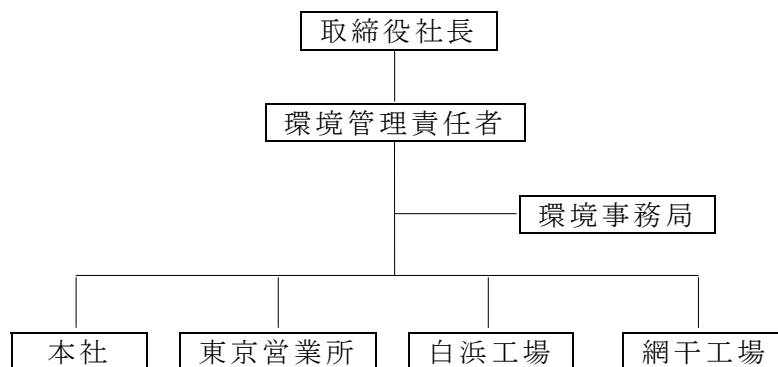 取締役社長
環境管理責任者
環境事務局
本社
東京営業所
白浜工場
網干工場